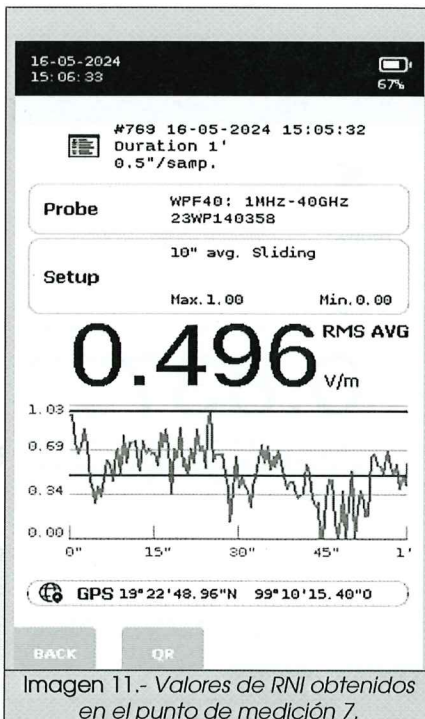 16-05-2024
15:06:33
67%
#769 16-05-2024 15:05:32
Duration 1'
0.5"/samp.
Probe
WPF40: 1MHz-40GHz
23WP140358
Setup
10" avg. Sliding
Max.1.00 Min.0.00
0.496 RMS AVG
V/m
1.03
0.69
0.34
0.00
0" 15" 30" 45" 1'
GPS 19°22'48.96"N 99°10'15.40"O
BACK QR
Imagen 11.- Valores de RNI obtenidos
en el punto de medición 7.